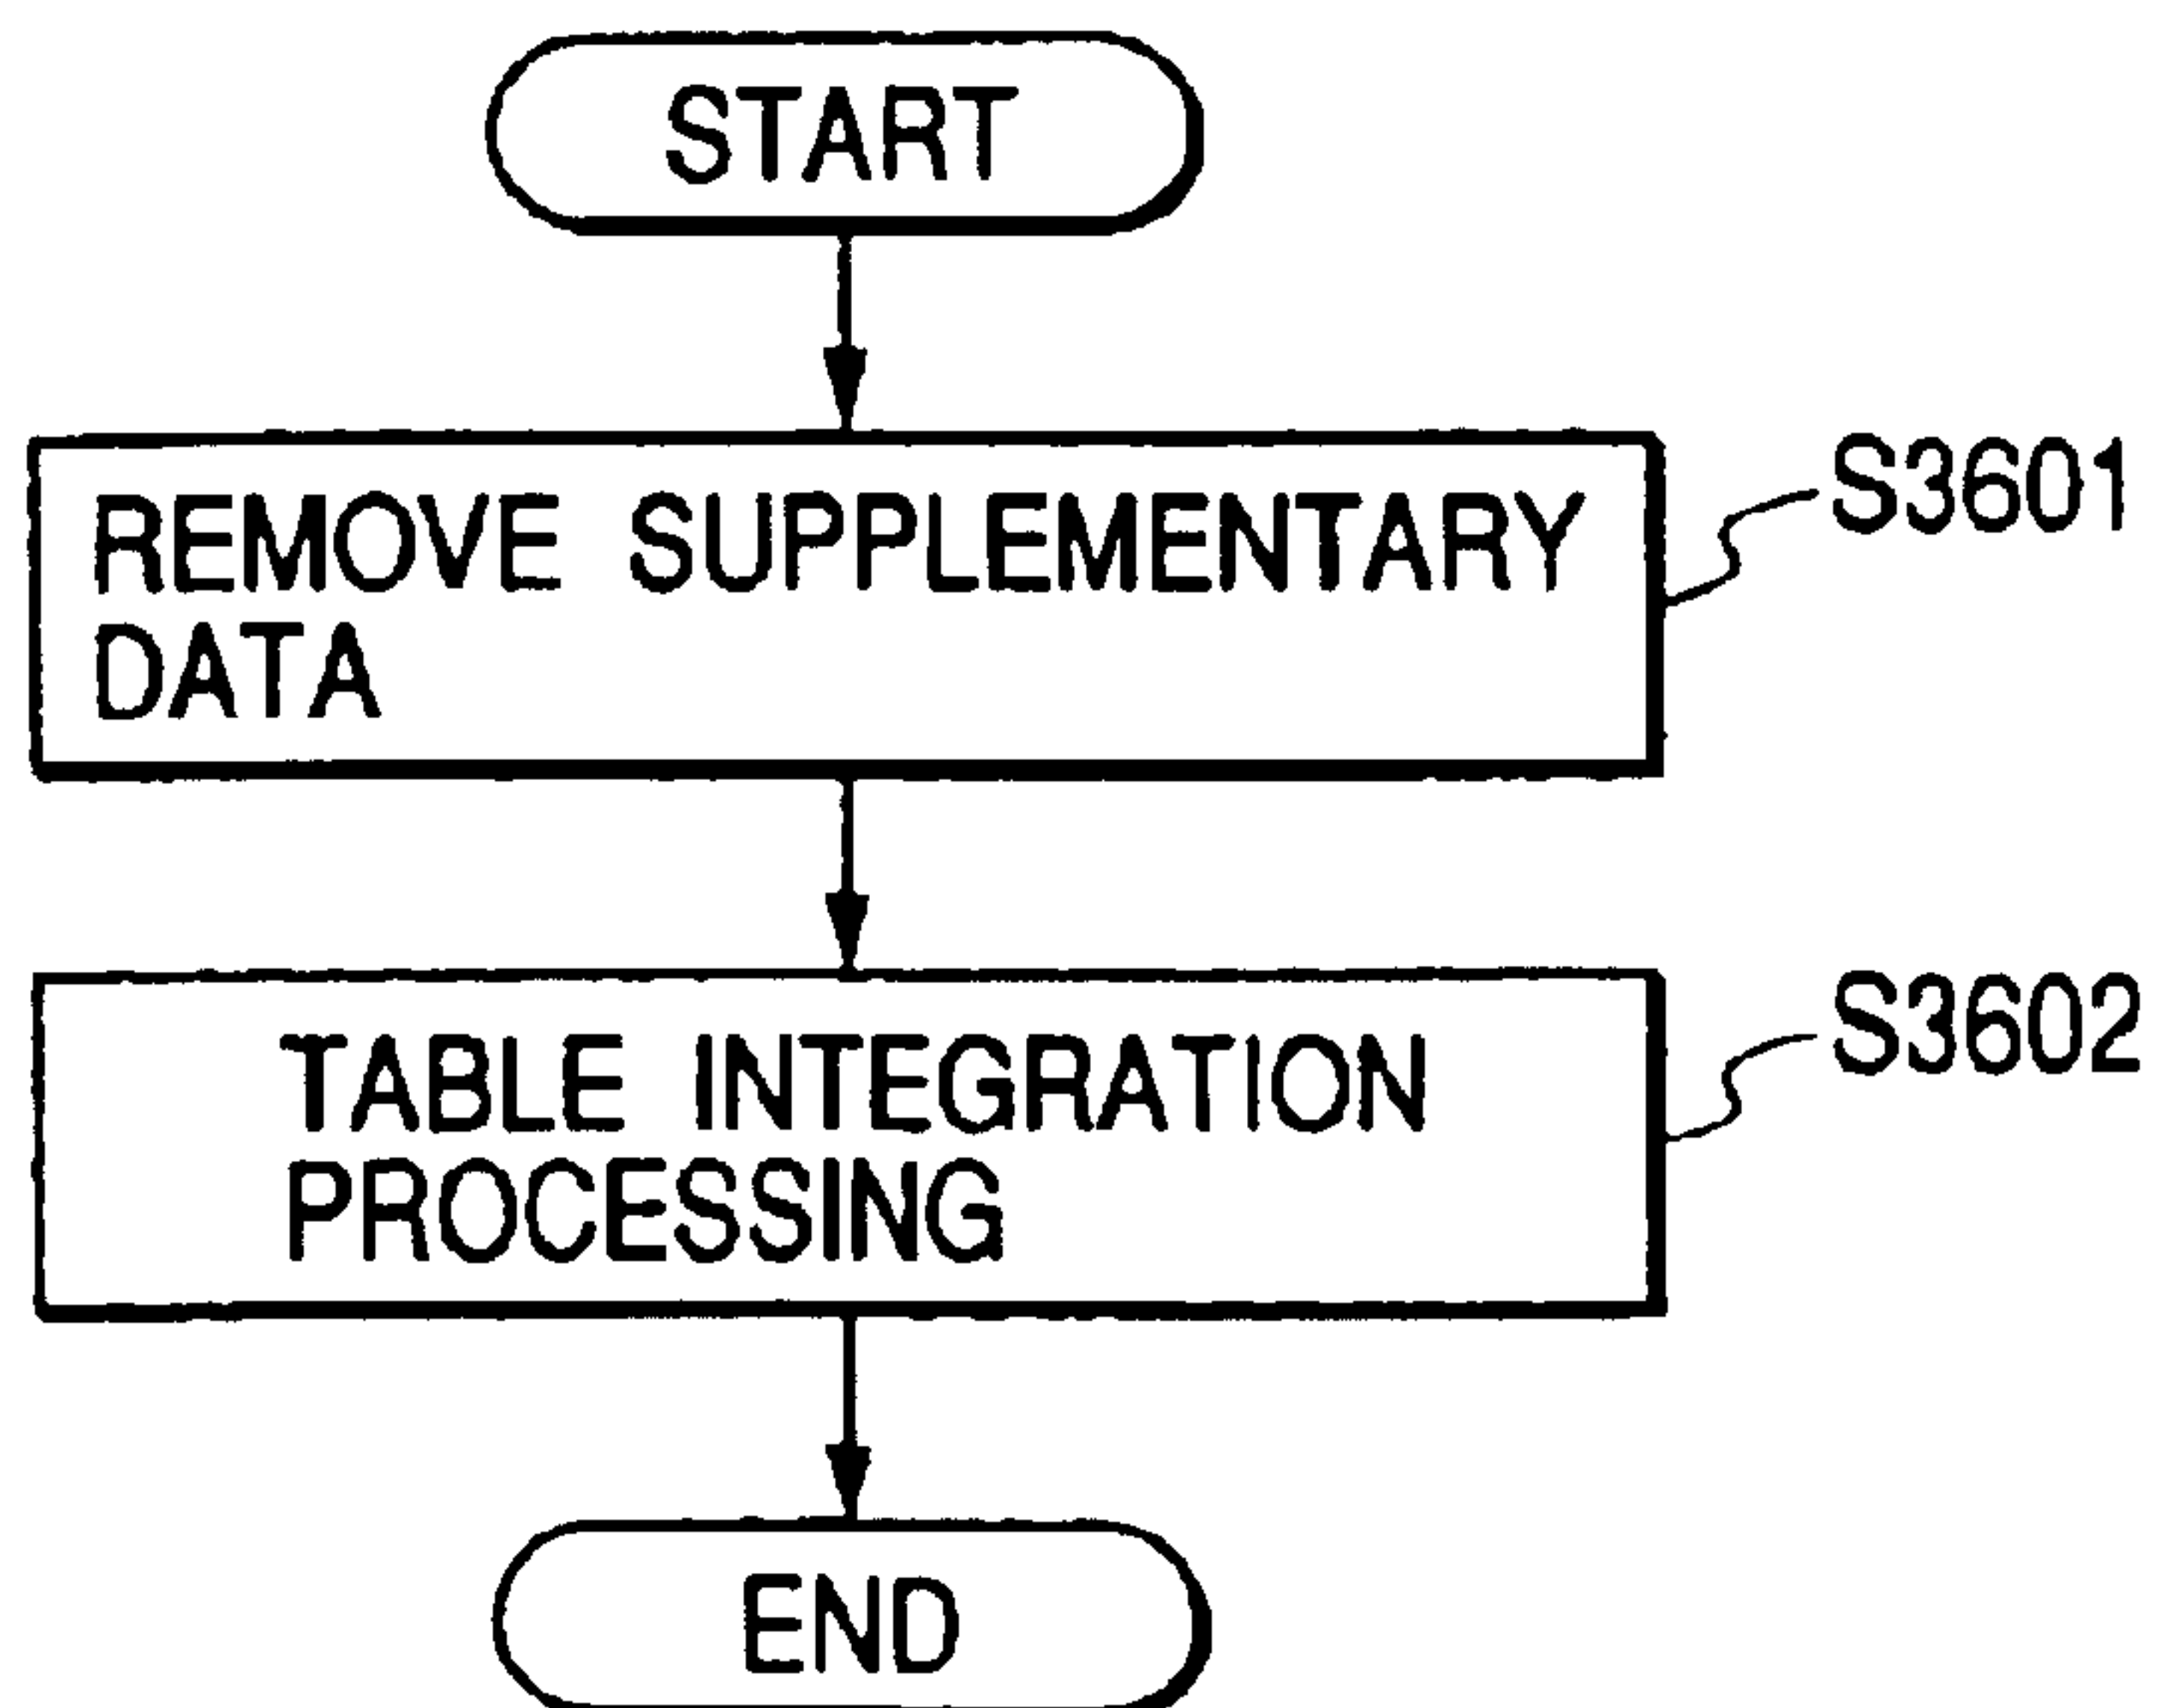 START
REMOVE SUPPLEMENTARY
DATA
S3601
TABLE INTEGRATION
PROCESSING
S3602
END